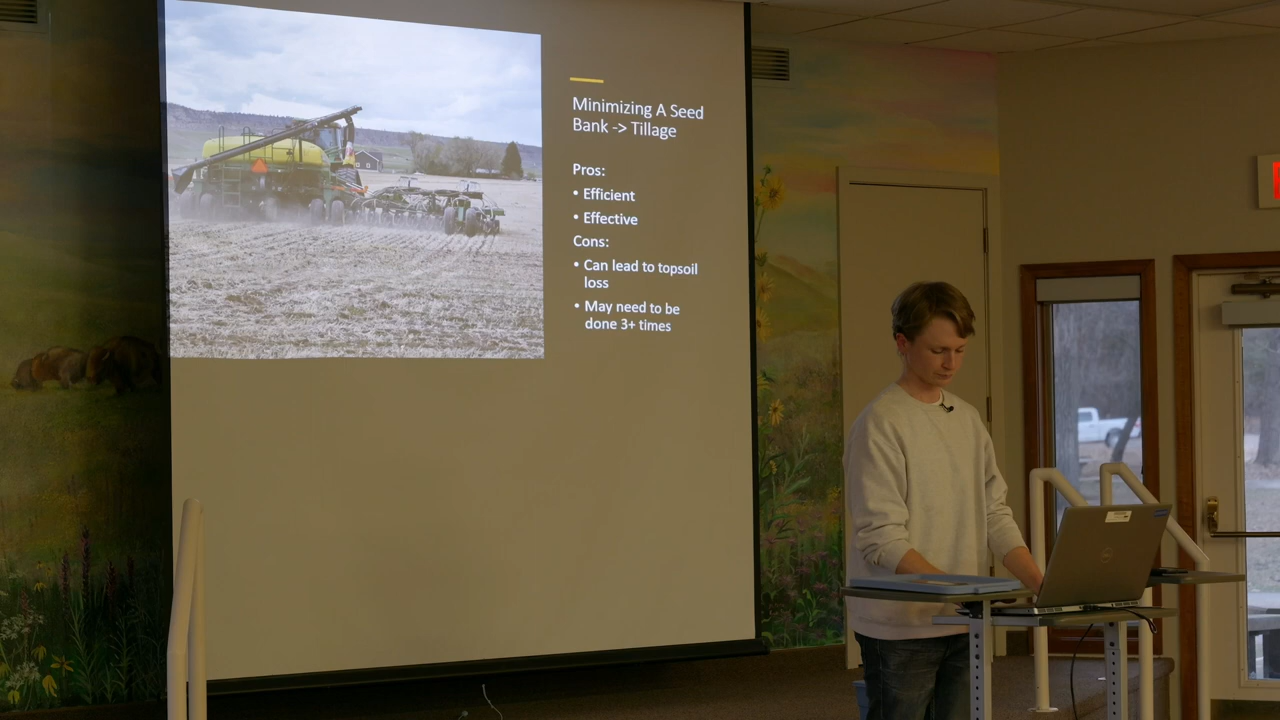 Minimizing A Seed
Bank -> Tillage
Pros:
• Efficient
• Effective
Cons:
• Can lead to topsoil
loss
• May need to be
done 3+ times